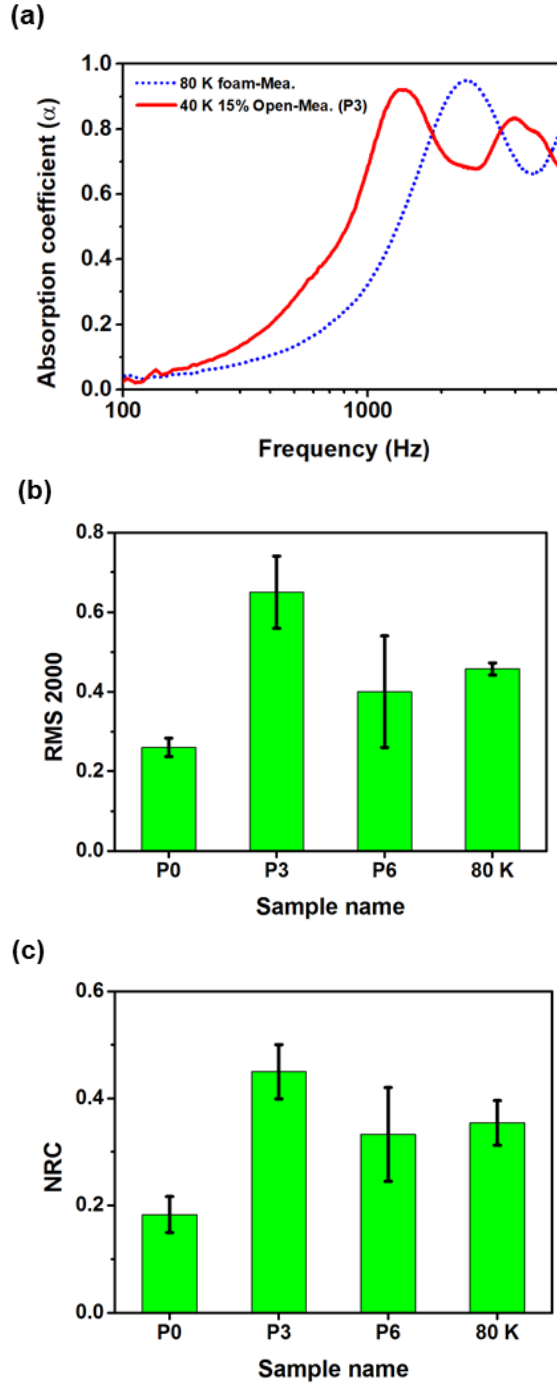 (a)
80 K foam-Mea.
40 K 15% Open-Mea. (P3)
1.0
0.8
0.6
0.4
0.2
0.0
Absorption coefficient (α)
100
1000
Frequency (Hz)
(b)
0.8
0.6
0.4
0.2
0.0
RMS 2000
P0
P3
P6
80 K
Sample name
(c)
0.6
0.4
0.2
0.0
NRC
P0
P3
P6
80 K
Sample name